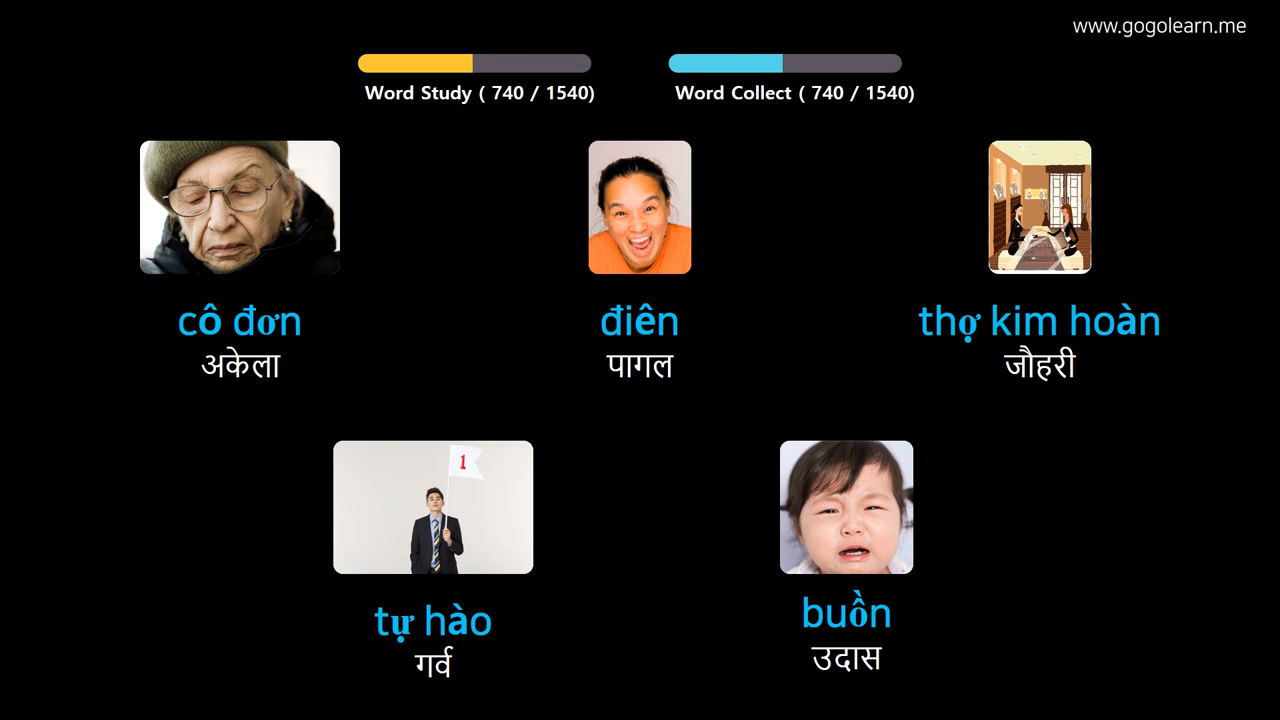 www.gogolearn.me
Word Study ( 740 / 1540)
Word Collect ( 740 / 1540)
cô đơn
अकेला
điên
पागल
thợ kim hoàn
जौहरी
1
tự hào
गर्व
buồn
उदास